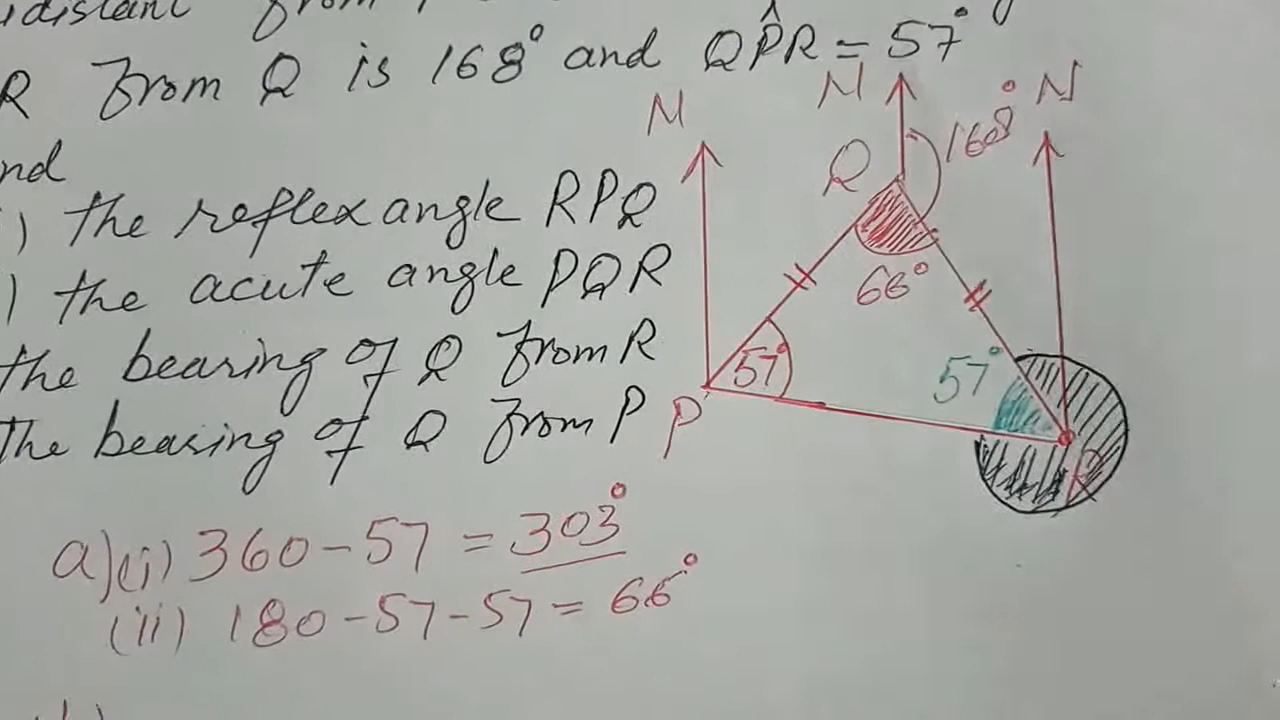 idistant from
R from Q is 168° and QP̂R = 57°
nd
) the reflex angle RPQ
) the acute angle PQR
the bearing of Q from R
The bearing of Q from P
N
N
N
Q
168°
66°
57°
57°
P
R
a)(i) 360-57 = 303°
(ii) 180-57-57 = 66°